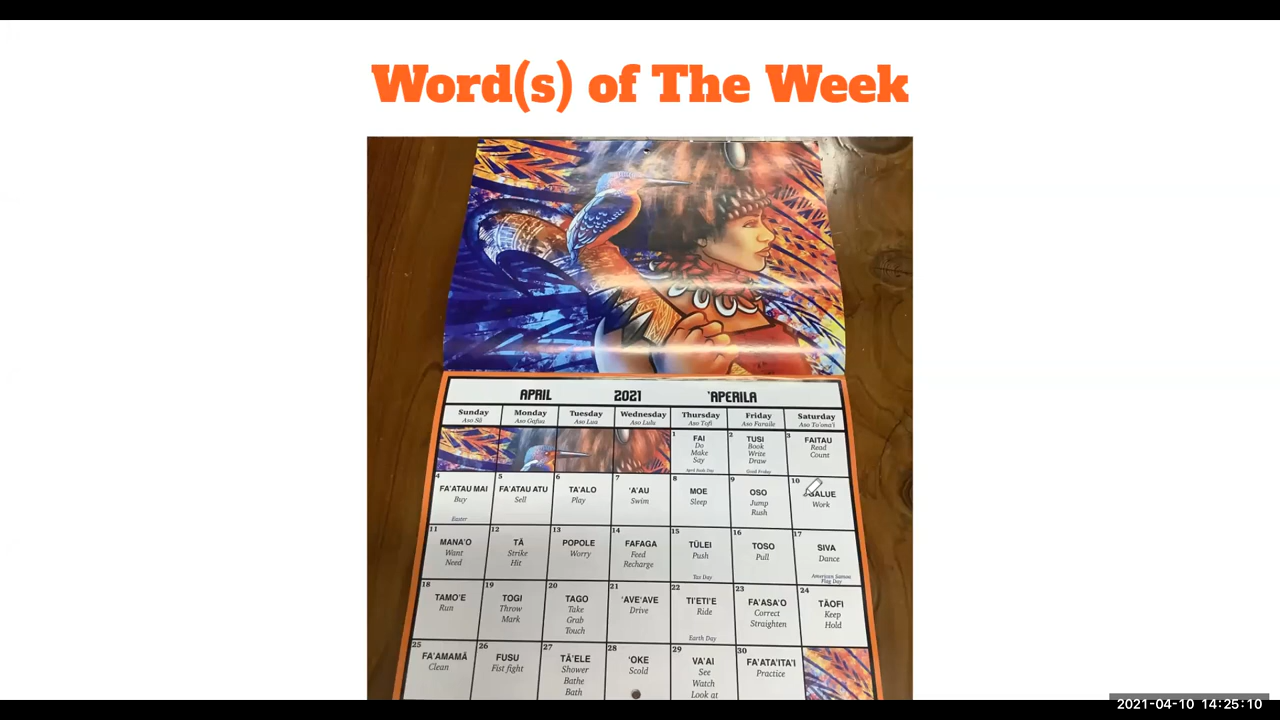 Word(s) of The Week
APRIL 2021 'APERILA
Sunday Monday Tuesday Wednesday Thursday Friday Saturday
Aso Sā Aso Gafua Aso Lua Aso Lulu Aso Tofi Aso Faraile Aso To'ona'i
1 2 3
FAI TUSI FAITAU
Do Book Read
Make Write Count
Say Draw
Good Friday
4 5 6 7 8 9 10
FA'ATAU MAI FA'ATAU ATU TA'ALO 'A'AU MOE OSO GALUE
Buy Sell Play Swim Sleep Jump Work
Rush
Easter
11 12 13 14 15 16 17
MANA'O TĀ POPOLE FAFAGA TŪLEI TOSO SIVA
Want Strike Worry Feed Push Pull Dance
Need Hit Recharge
Tax Day American Samoa
Flag Day
18 19 20 21 22 23 24
TAMO'E TOGI TAGO 'AVE'AVE TI'ETI'E FA'ASA'O TĀOFI
Run Throw Take Drive Ride Correct Keep
Mark Grab Straighten Hold
Touch
Earth Day
25 26 27 28 29 30
FA'AMAMĀ FUSU TĀ'ELE 'OKE VA'AI FA'ATA'ITA'I
Clean Fist fight Shower Scold See Practice
Bathe Watch
Bath Look at
2021-04-10 14:25:10